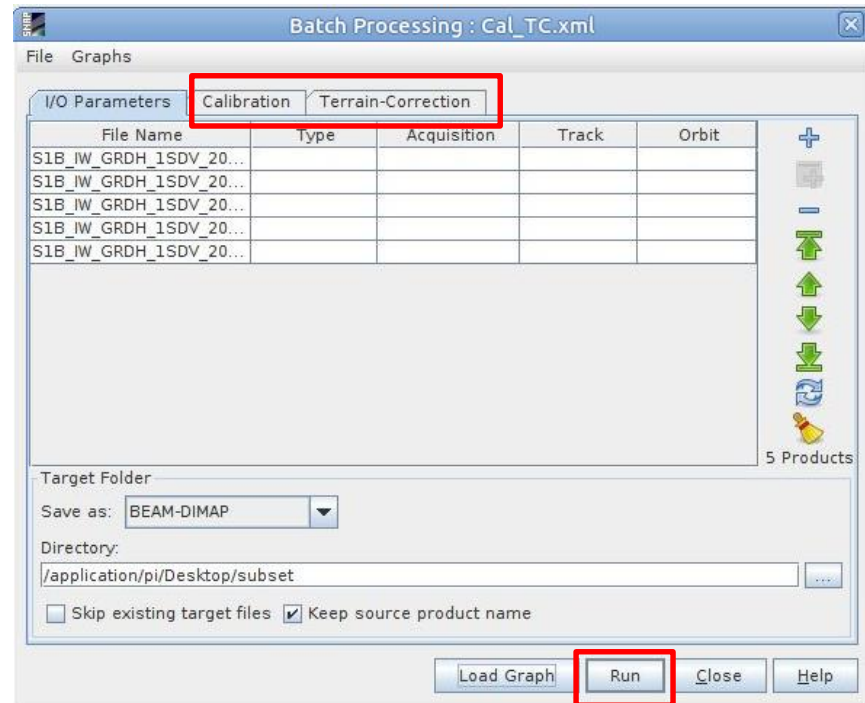 Batch Processing : Cal_TC.xml
File Graphs
I/O Parameters Calibration Terrain-Correction
File Name Type Acquisition Track Orbit
S1B_IW_GRDH_1SDV_20...
S1B_IW_GRDH_1SDV_20...
S1B_IW_GRDH_1SDV_20...
S1B_IW_GRDH_1SDV_20...
S1B_IW_GRDH_1SDV_20...
5 Products
Target Folder
Save as: BEAM-DIMAP
Directory:
/application/pi/Desktop/subset
...
Skip existing target files Keep source product name
Load Graph Run Close Help